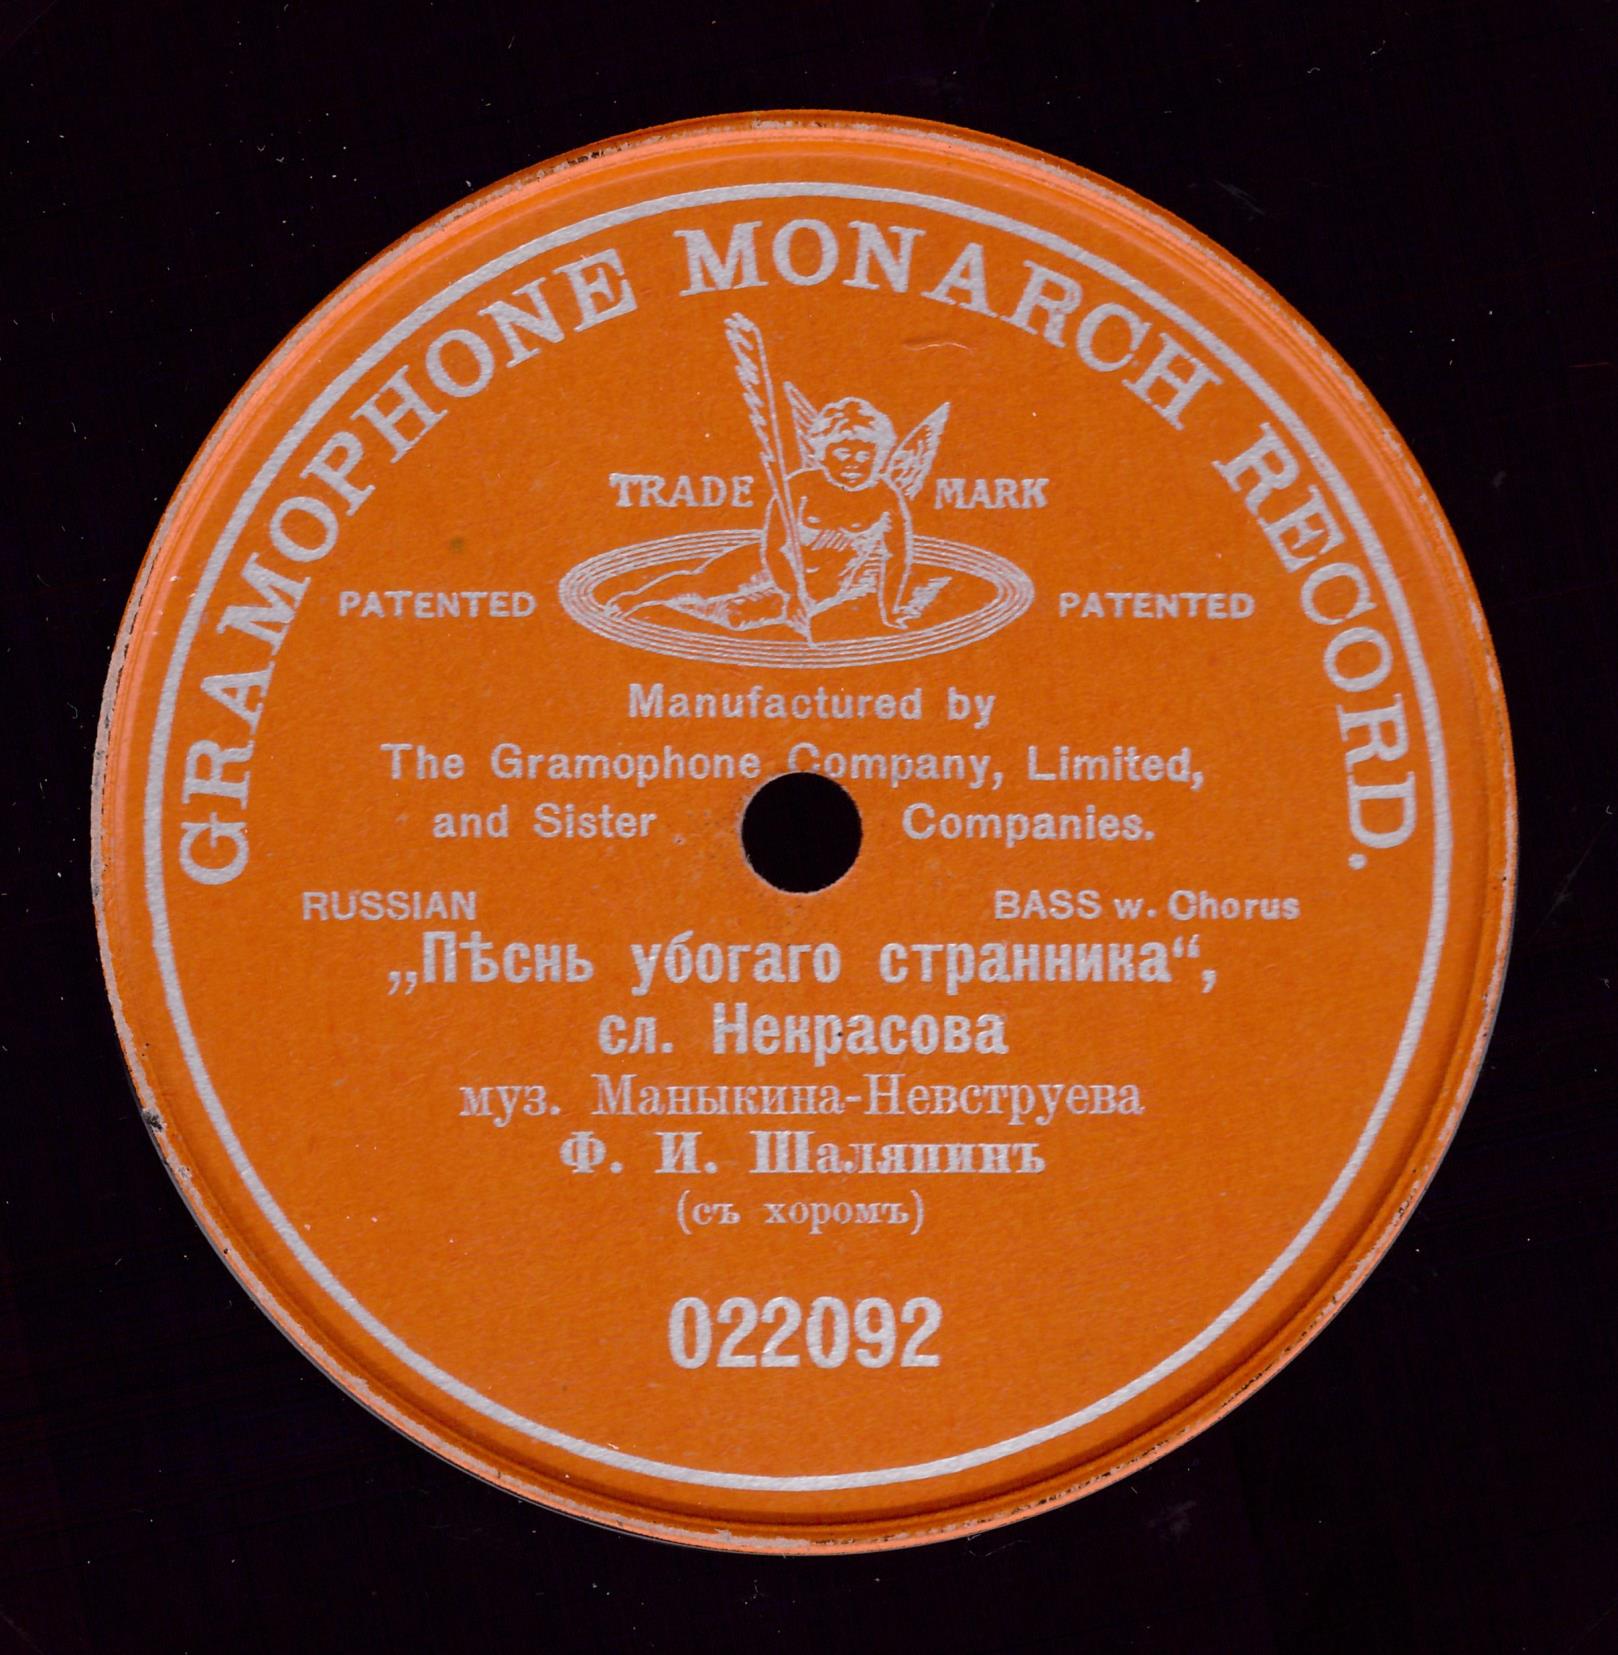 GRAMOPHONE MONARCH RECORD.
TRADE MARK
PATENTED PATENTED
Manufactured by
The Gramophone Company, Limited,
and Sister Companies.
RUSSIAN BASS w. Chorus
„Пѣснь убогаго странника“,
сл. Некрасова
муз. Маныкина-Невструева
Ф. И. Шаляпинъ
(съ хоромъ)
022092